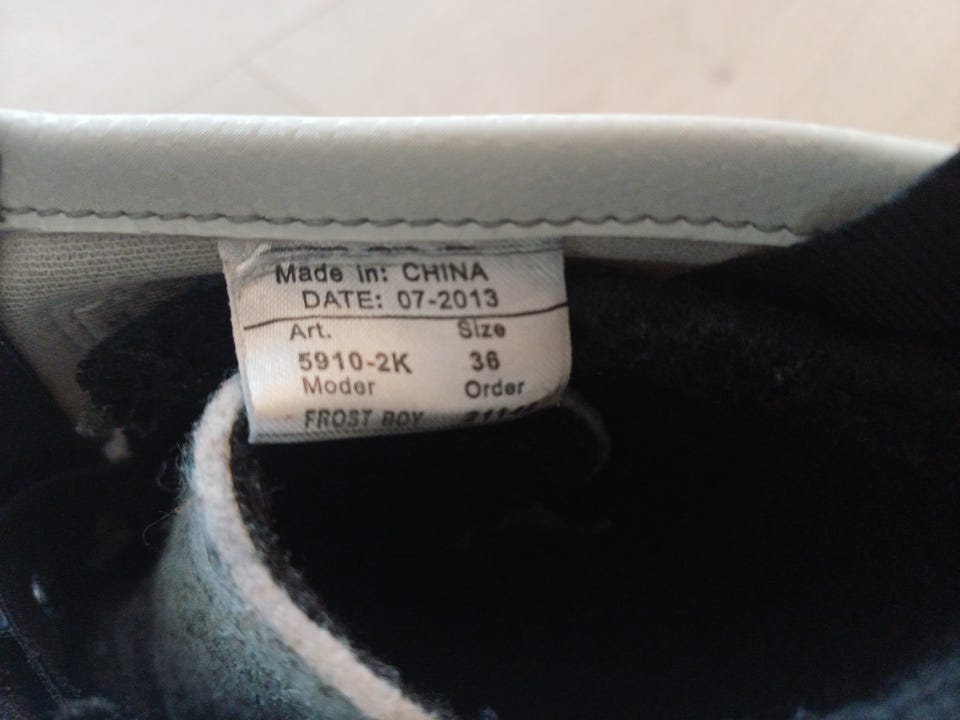 Made in: CHINA
DATE: 07-2013
Art. Size
5910-2K 36
Moder Order
FROST BOY